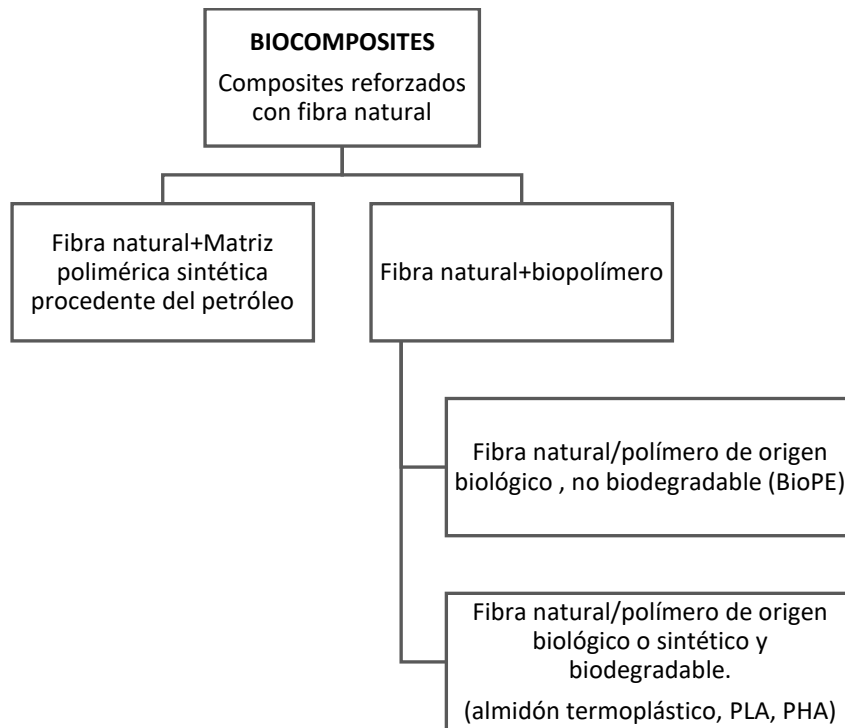 BIOCOMPOSITES
Composites reforzados
con fibra natural
Fibra natural+Matriz
polimérica sintética
procedente del petróleo
Fibra natural+biopolímero
Fibra natural/polímero de origen
biológico , no biodegradable (BioPE)
Fibra natural/polímero de origen
biológico o sintético y
biodegradable.
(almidón termoplástico, PLA, PHA)